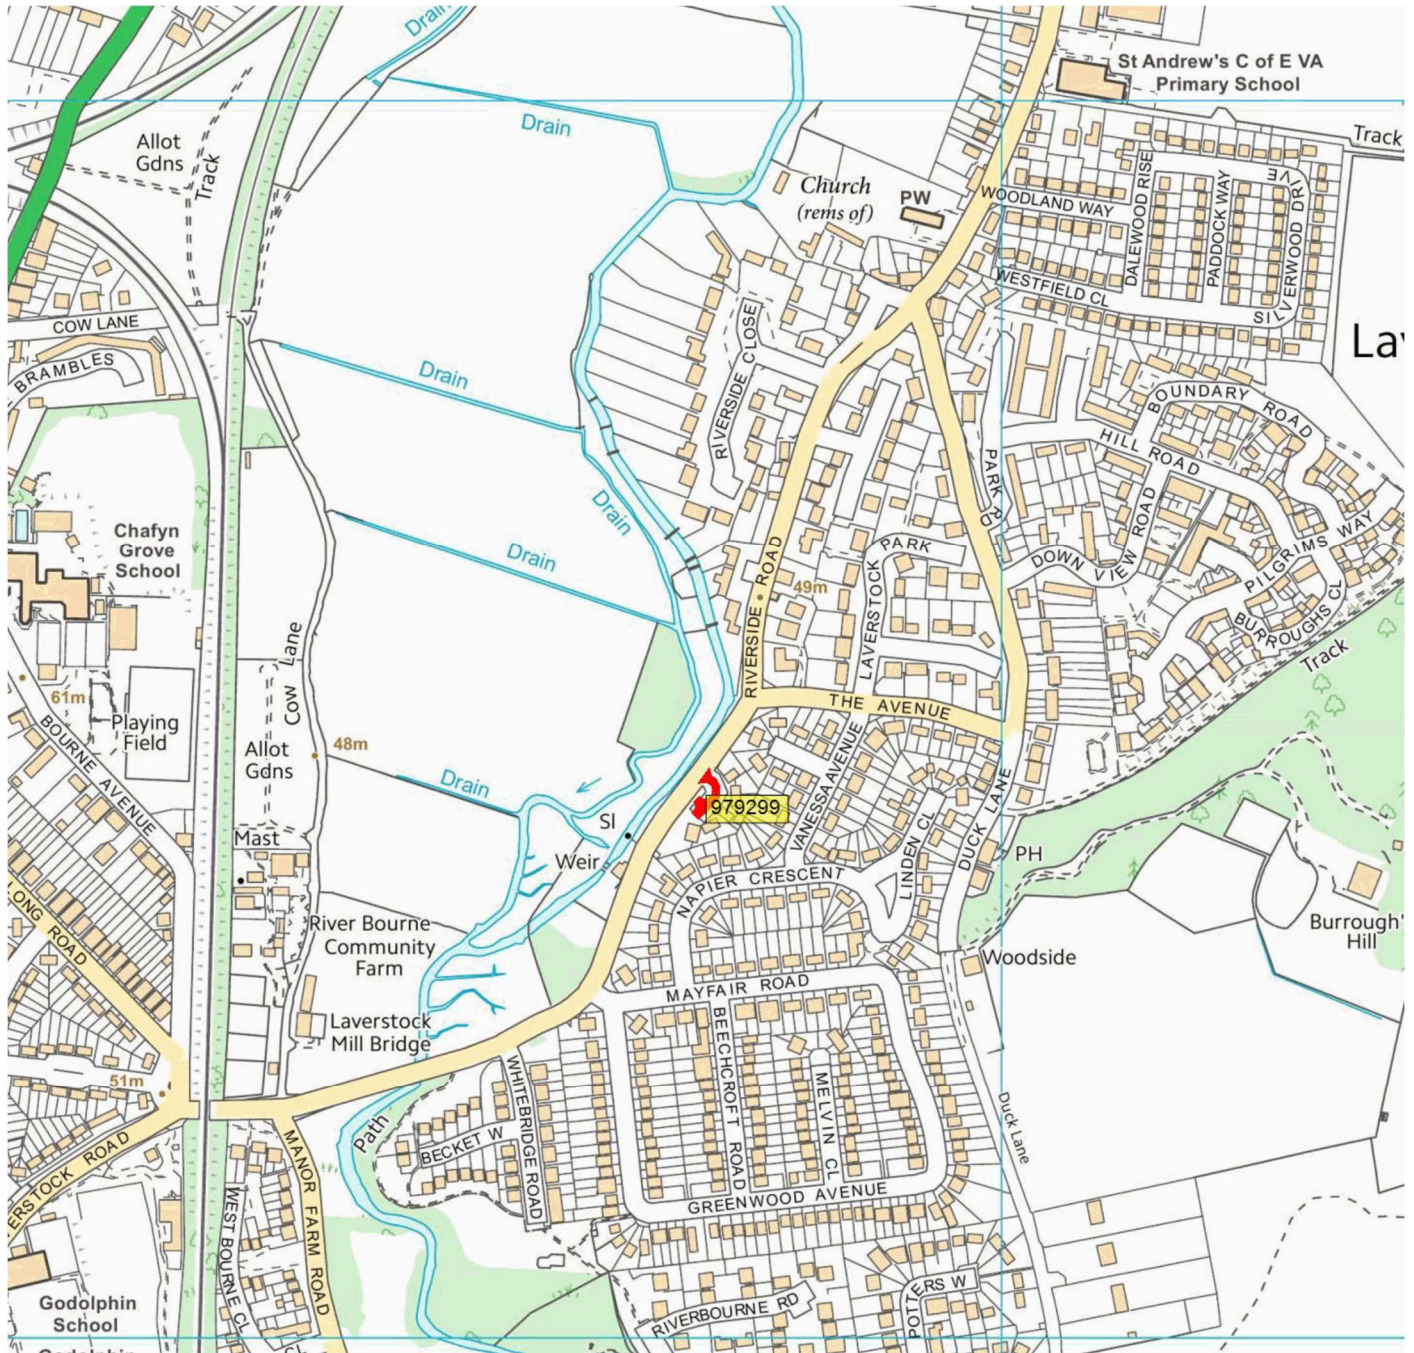 Drain
St Andrew's C of E VA
Primary School
Drain
Allot
Gdns
Track
Track
Church
(rems of)
PW
WOODLAND WAY
DALEWOOD RISE
PADDOCK WAY
SILVERWOOD DRIVE
WESTFIELD CL
COW LANE
BRAMBLES
Drain
RIVERSIDE CLOSE
BOUNDARY ROAD
HILL ROAD
PARK RD
Drain
Drain
Chafyn
Grove
School
PARK
LAVERSTOCK
DOWN VIEW ROAD
PILGRIMS WAY
BURROUGHS CL
Track
RIVERSIDE ROAD
49m
Cow Lane
61m
Playing
Field
BOURNE AVENUE
Allot
Gdns
48m
Drain
THE AVENUE
VANESSA AVENUE
979299
SI
Weir
Mast
LINDEN CL
DUCK LANE
PH
NAPIER CRESCENT
LONG ROAD
River Bourne
Community
Farm
Burrough'
Hill
Woodside
MAYFAIR ROAD
Laverstock
Mill Bridge
BEECHCROFT ROAD
MELVIN CL
WHITEBRIDGE ROAD
51m
Path
BECKET W
Duck Lane
ERSTOCK ROAD
MANOR FARM ROAD
WEST BOURNE CL
GREENWOOD AVENUE
POTTERS W
RIVERBOURNE RD
Godolphin
School
CL